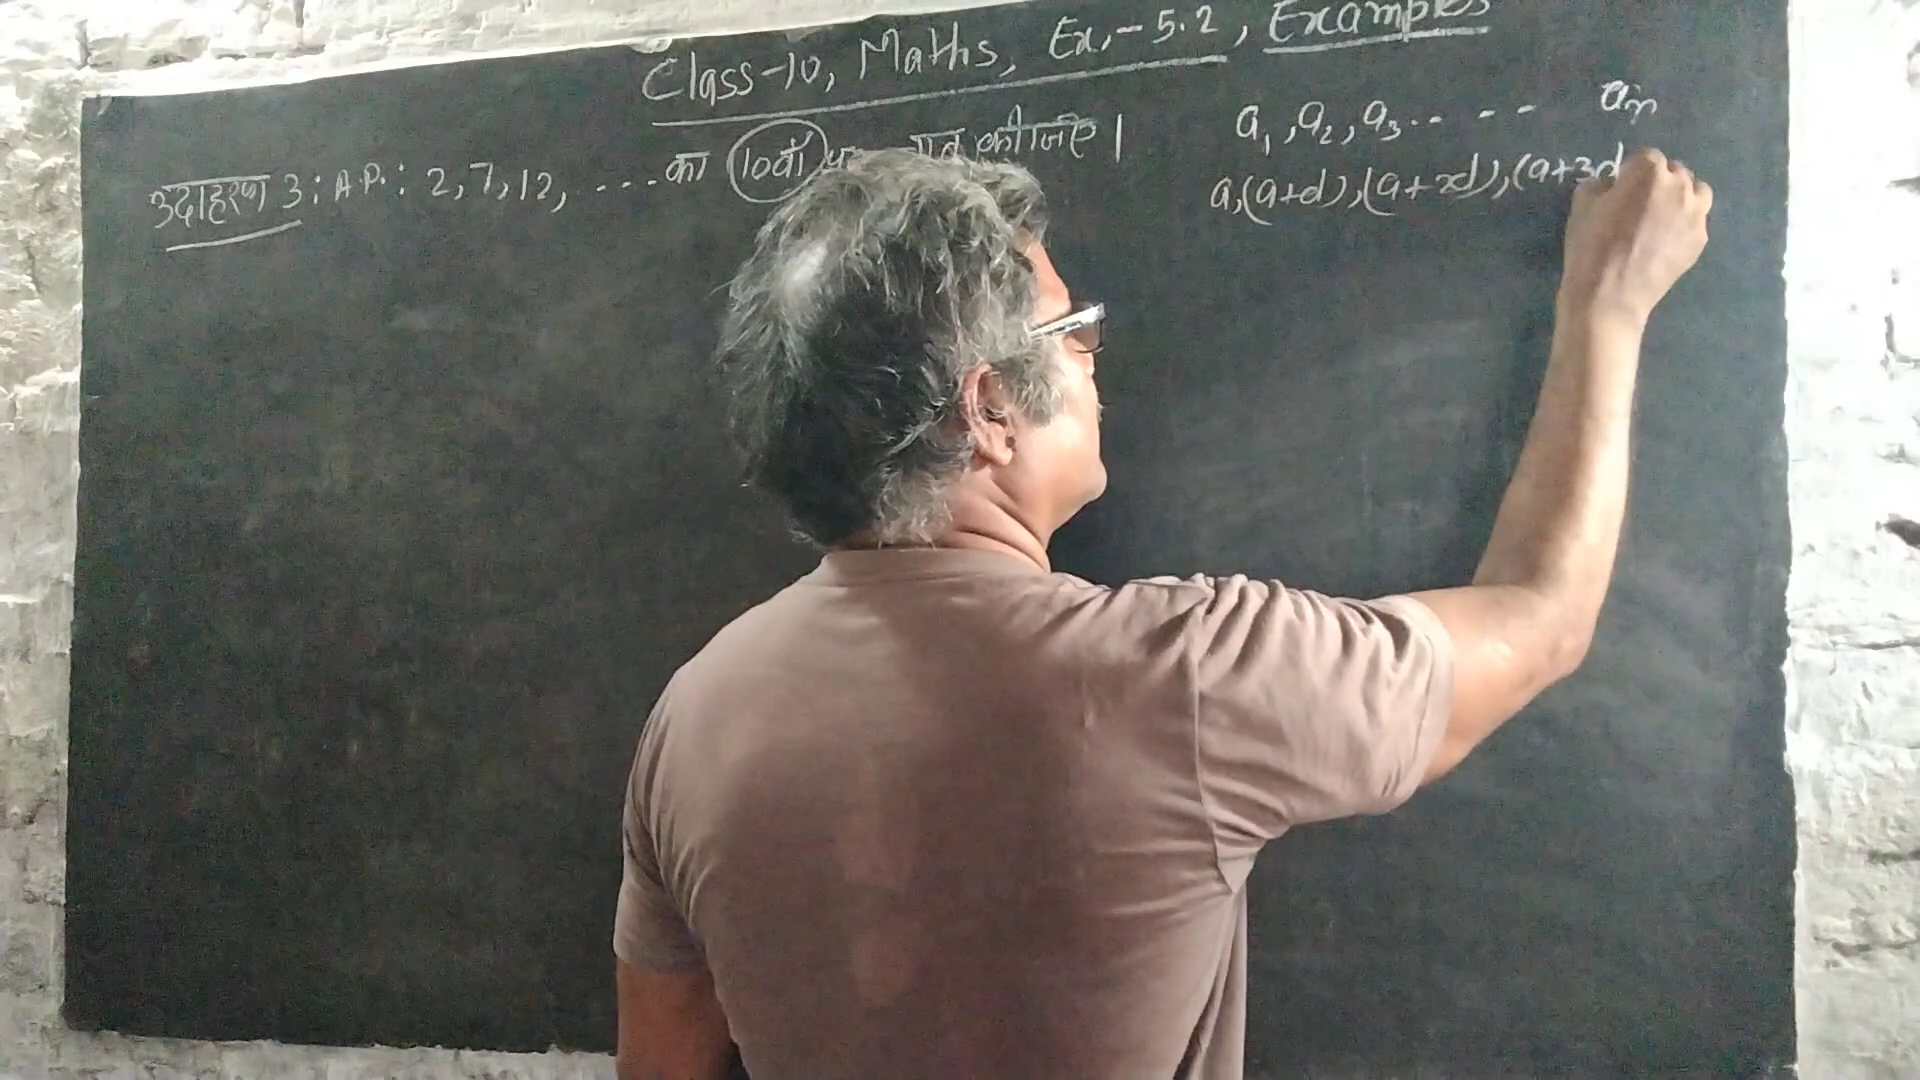 Class-10, Maths, Ex.-5.2, Examples
उदाहरण 3: A.P.: 2, 7, 12, .... का 10वाँ कीजिए।
a₁, a₂, a₃..--- aₙ
a, (a+d), (a+2d), (a+3d